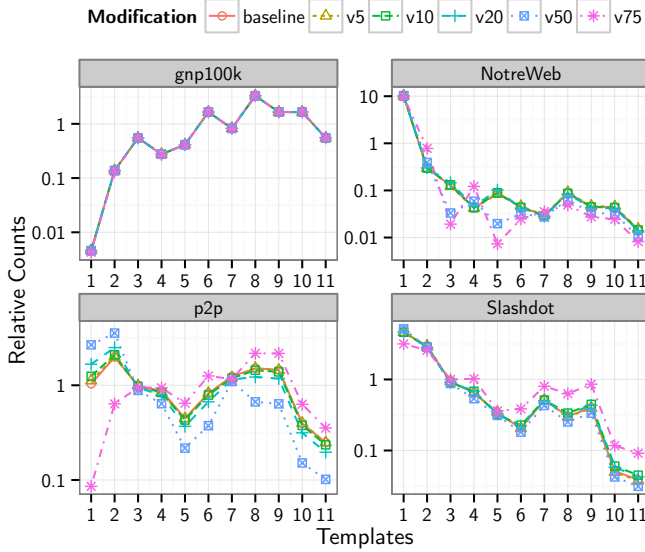 Modification baseline v5 v10 v20 v50 v75
gnp100k NotreWeb
10
1 1
0.1 0.1
0.01 0.01
1 2 3 4 5 6 7 8 9 10 11 1 2 3 4 5 6 7 8 9 10 11
p2p Slashdot
1 1
0.1 0.1
1 2 3 4 5 6 7 8 9 10 11 1 2 3 4 5 6 7 8 9 10 11
Relative Counts
Templates